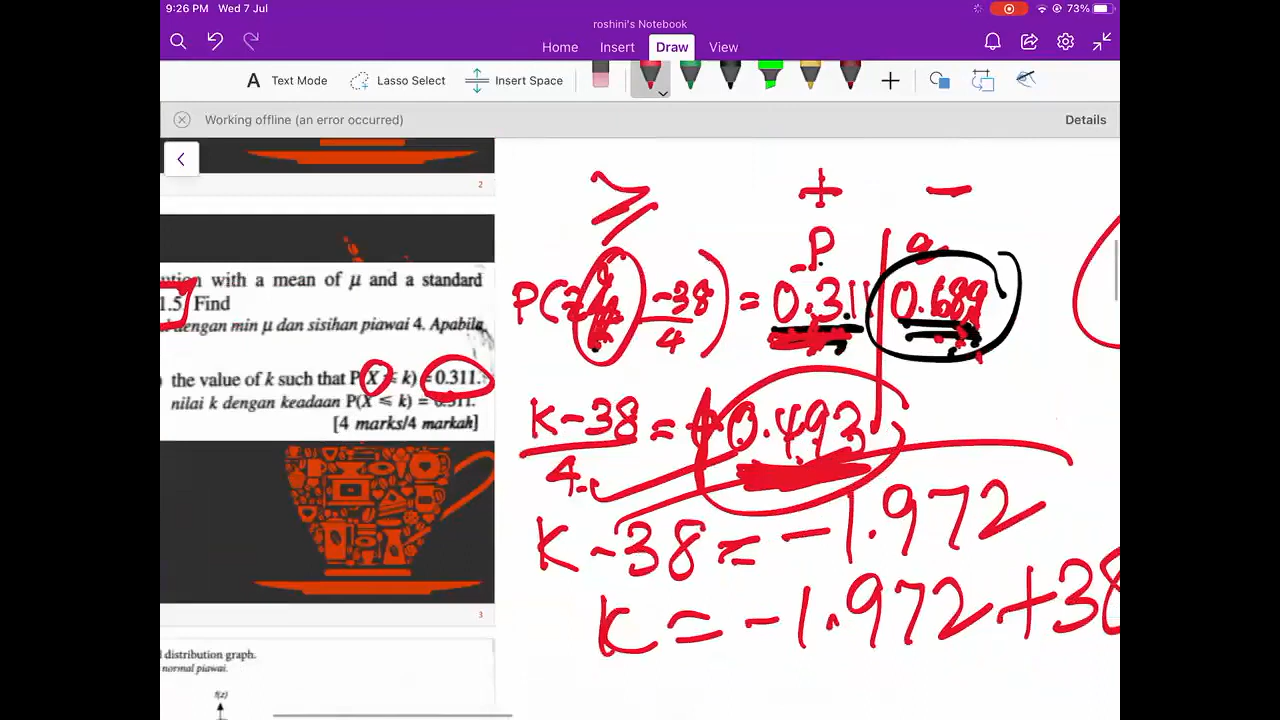 9:26 PM Wed 7 Jul
73%
roshini's Notebook
Home Insert Draw View
Text Mode Lasso Select Insert Space
Working offline (an error occurred) Details
2
ution with a mean of μ and a standard
1.5. Find
dengan min μ dan sisihan piawai 4. Apabila
the value of k such that P(X ≤ k) = 0.311.
nilai k dengan keadaan P(X ≤ k) = 0.311.
[4 marks/4 markah]
3
distribution graph.
normal piawai.
f(z)
≥ + −
P
-38/4) = 0.311 0.689
K-38/4 = 0.493
K-38 = -1.972
K = -1.972 + 38